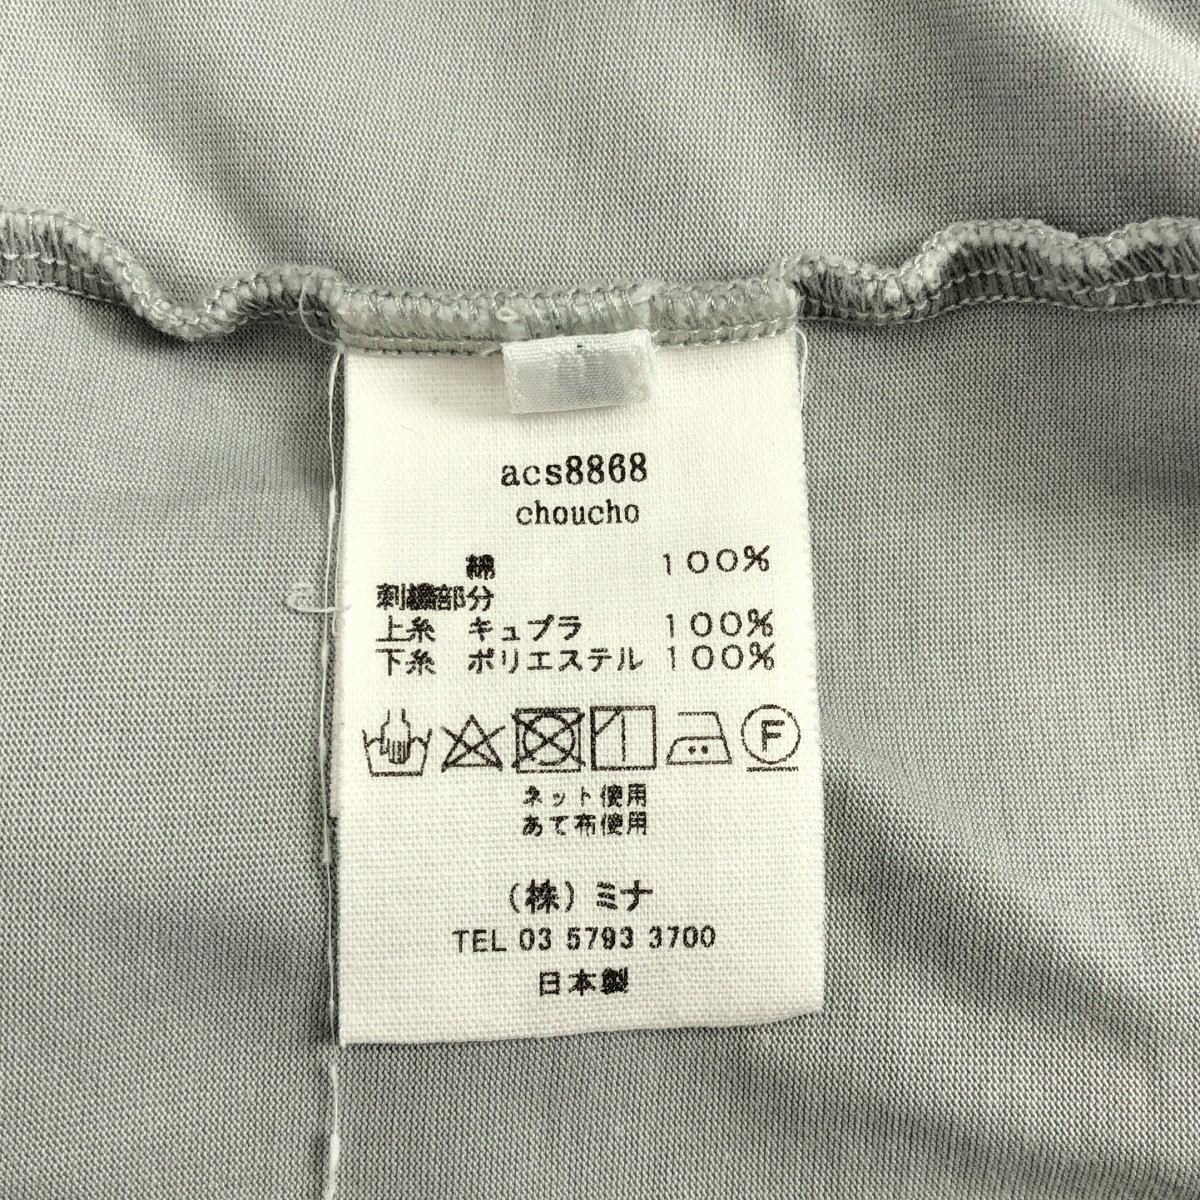 acs8868
choucho
綿 100%
刺繍部分
上糸 キュプラ 100%
下糸 ポリエステル 100%
F
ネット使用
あて布使用
(株)ミナ
TEL 03 5793 3700
日本製